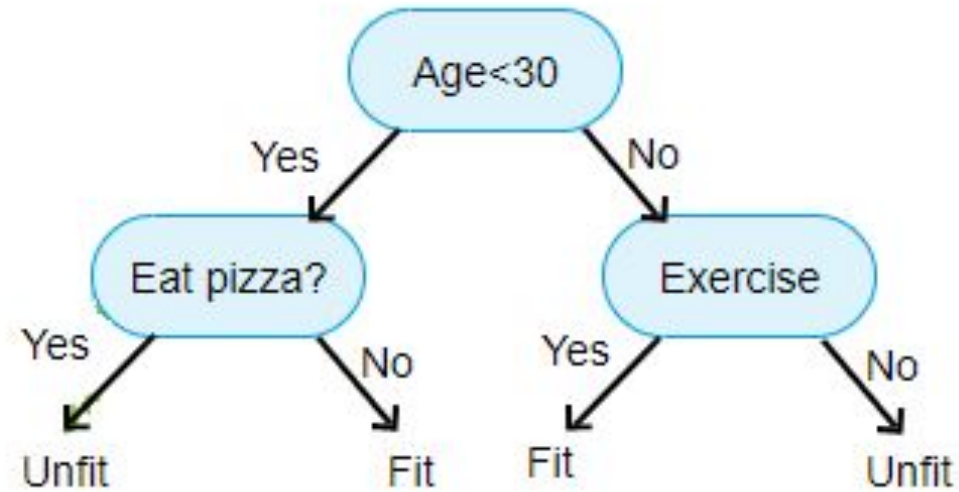 Age<30
Yes
No
Eat pizza?
Exercise
Yes
No
Yes
No
Unfit
Fit
Fit
Unfit